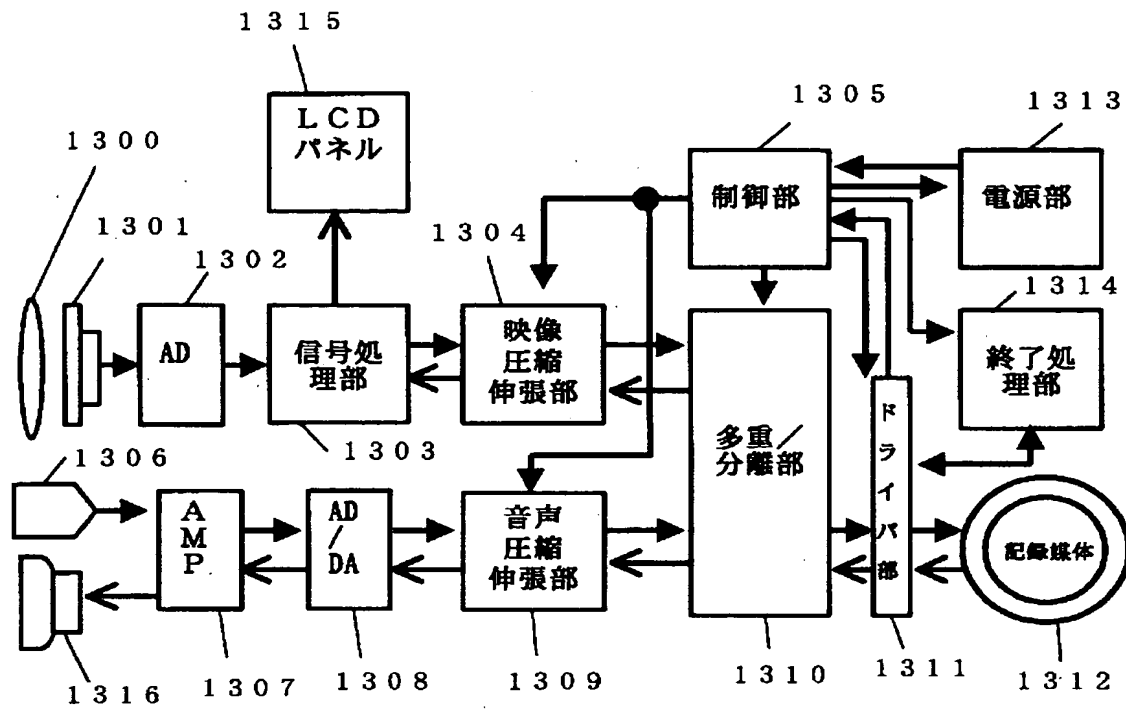 １３１５
ＬＣＤ
パネル
１３００
１３０１
１３０２
AD
信号処
理部
１３０３
１３０４
映像
圧縮
伸張部
１３０５
制御部
１３１３
電源部
１３１４
終了処
理部
多重／
分離部
１３１０
ドライバ部
１３１１
記録媒体
１３１２
１３０６
１３１６
ＡＭＰ
１３０７
AD
／
DA
１３０８
音声
圧縮
伸張部
１３０９